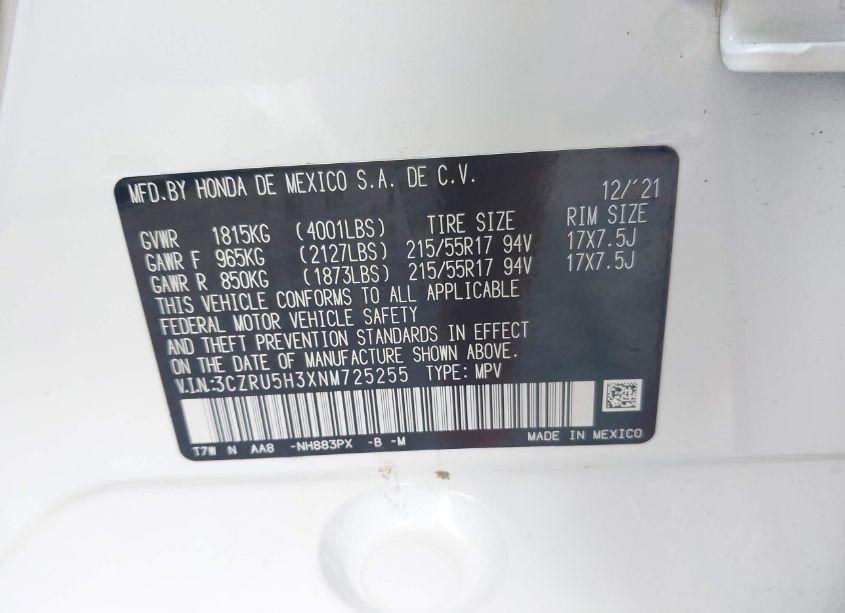 MFD.BY HONDA DE MEXICO S.A. DE C.V. 12/'21
GVWR 1815KG (4001LBS) TIRE SIZE RIM SIZE
GAWR F 965KG (2127LBS) 215/55R17 94V 17X7.5J
GAWR R 850KG (1873LBS) 215/55R17 94V 17X7.5J
THIS VEHICLE CONFORMS TO ALL APPLICABLE
FEDERAL MOTOR VEHICLE SAFETY
AND THEFT PREVENTION STANDARDS IN EFFECT
ON THE DATE OF MANUFACTURE SHOWN ABOVE.
V.I.N:3CZRU5H3XNM725255 TYPE: MPV
T7W N AA8 -NH883PX -B -M MADE IN MEXICO